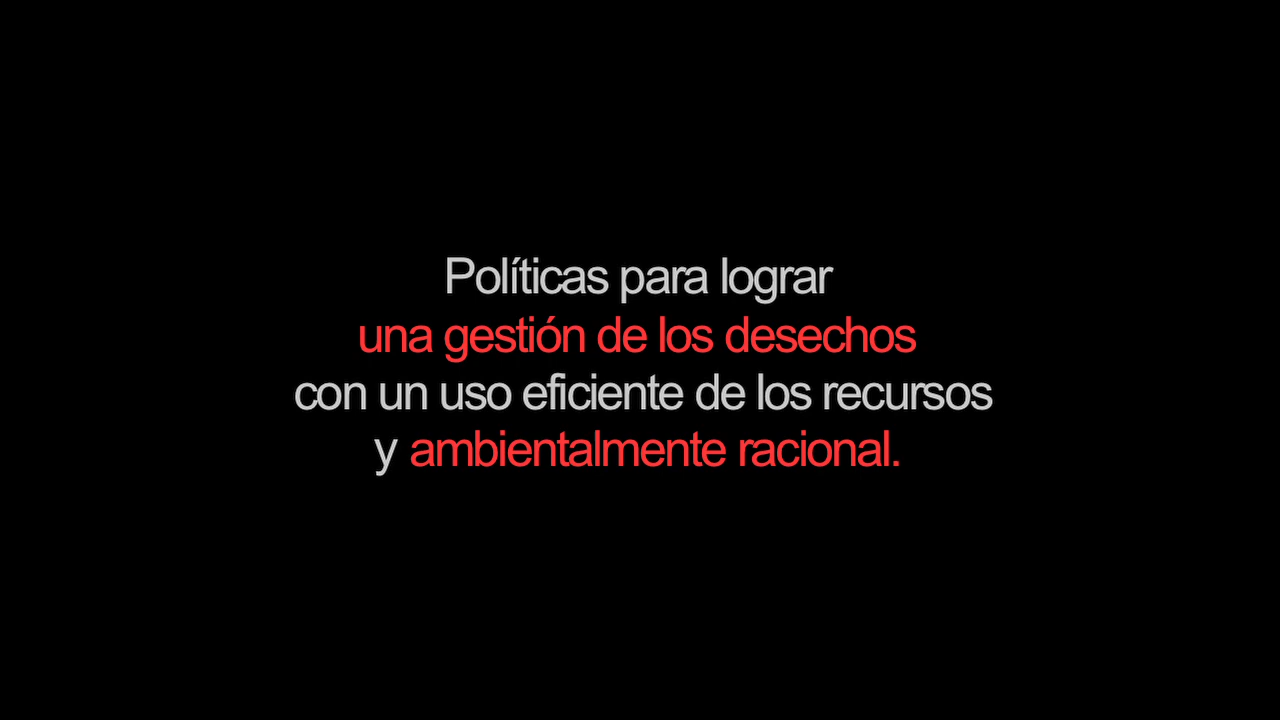 Políticas para lograr
una gestión de los desechos
con un uso eficiente de los recursos
y ambientalmente racional.